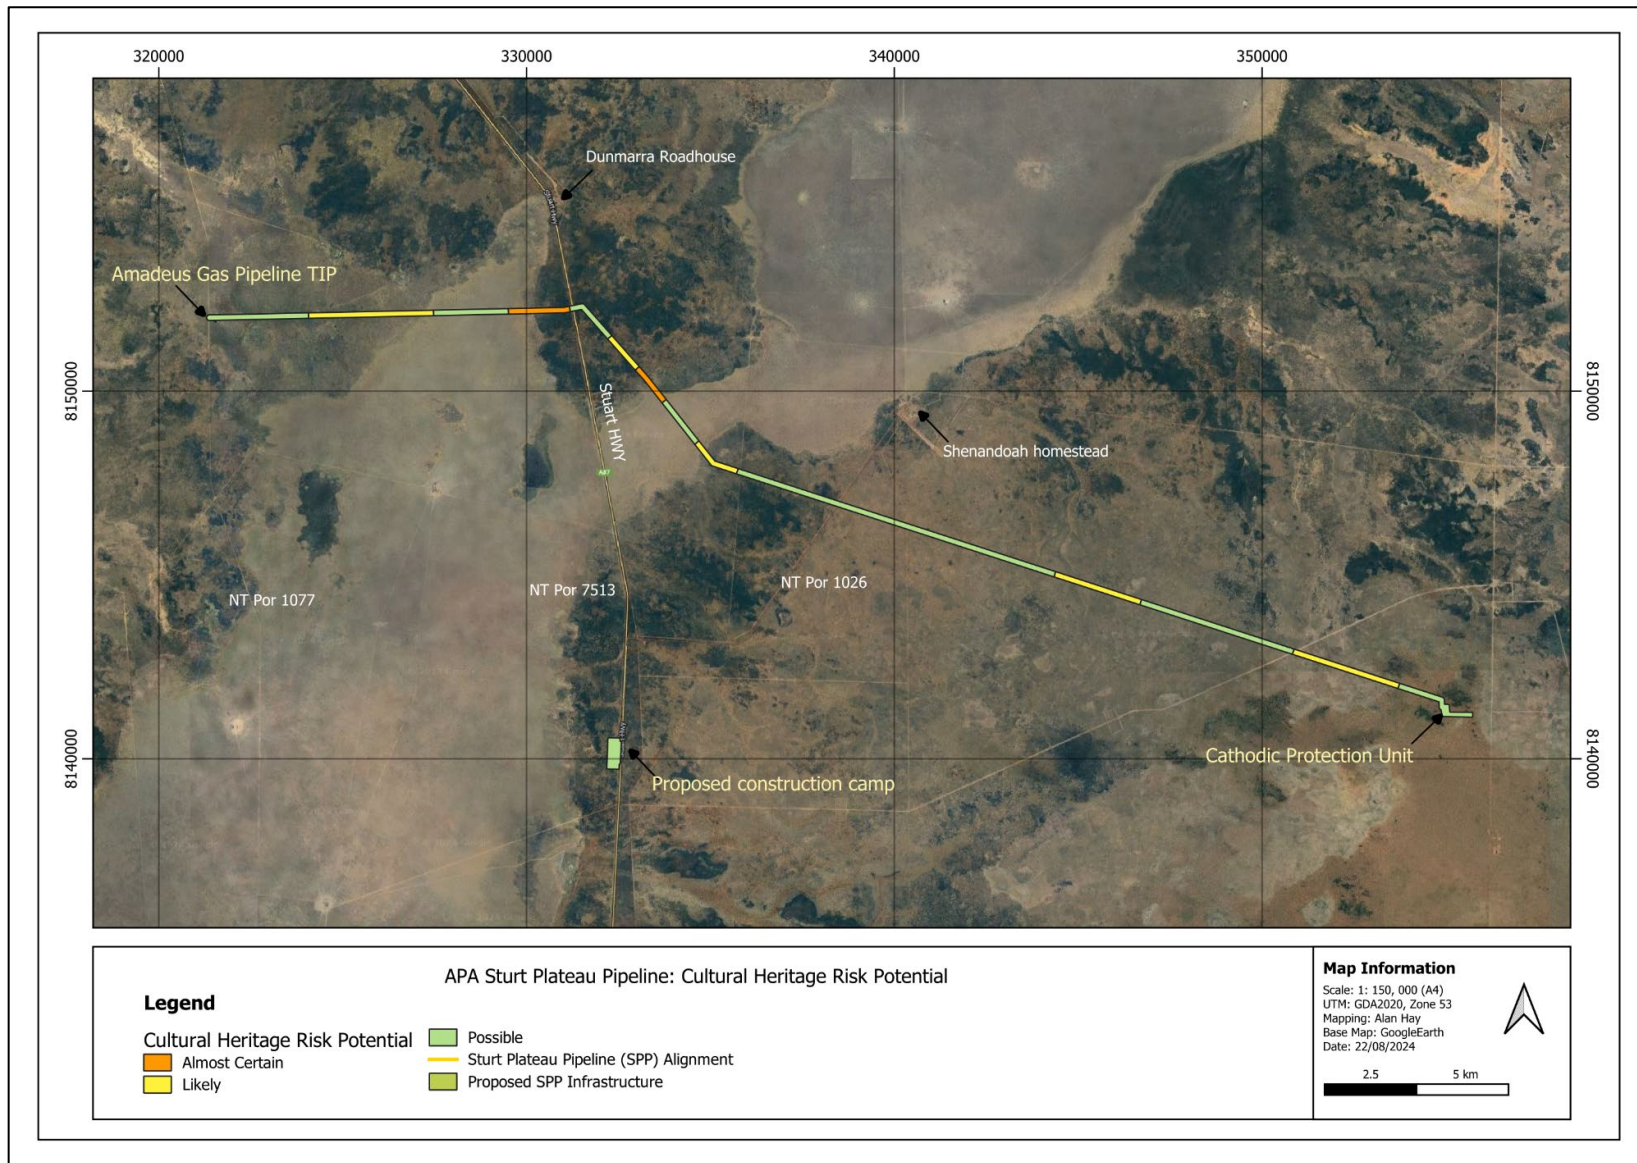 320000
330000
340000
350000
Dunmarra Roadhouse
Stuart Hwy
Amadeus Gas Pipeline TIP
8150000
8150000
Stuart HWY
Shenandoah homestead
A87
NT Por 1077
NT Por 7513
NT Por 1026
8140000
8140000
Cathodic Protection Unit
Proposed construction camp
APA Sturt Plateau Pipeline: Cultural Heritage Risk Potential
Legend
Cultural Heritage Risk Potential
Almost Certain
Likely
Possible
Sturt Plateau Pipeline (SPP) Alignment
Proposed SPP Infrastructure
Map Information
Scale: 1: 150, 000 (A4)
UTM: GDA2020, Zone 53
Mapping: Alan Hay
Base Map: GoogleEarth
Date: 22/08/2024
2.5 5 km